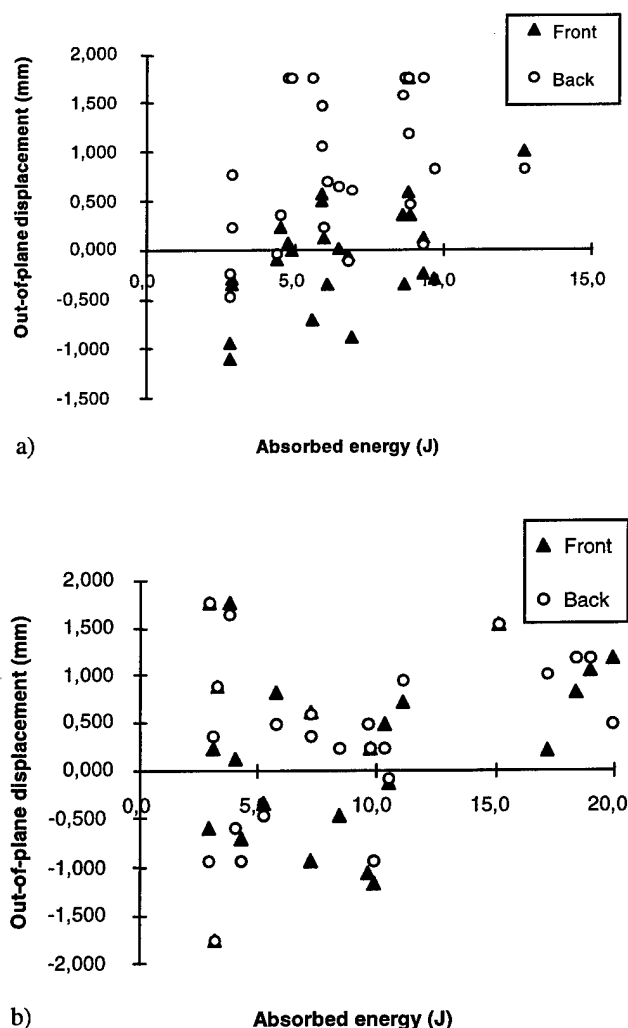 Front
Back
Out-of-plane displacement (mm)
2,000
1,500
1,000
0,500
0,000
-0,500
-1,000
-1,500
0,0
5,0
10,0
15,0
Absorbed energy (J)
a)
Front
Back
Out-of-plane displacement (mm)
2,000
1,500
1,000
0,500
0,000
-0,500
-1,000
-1,500
-2,000
0,0
5,0
10,0
15,0
20,0
Absorbed energy (J)
b)